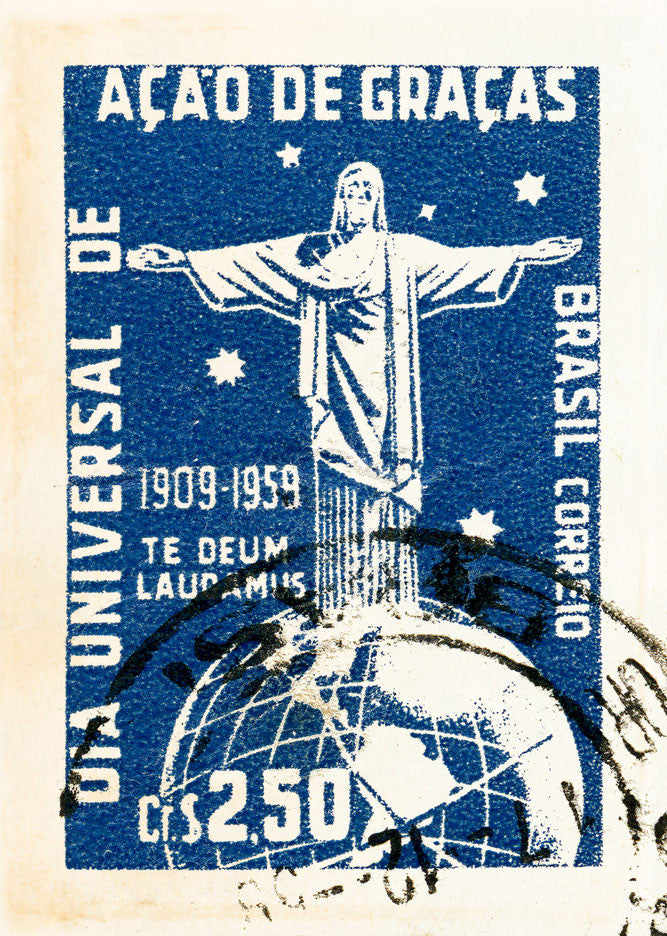 DIA UNIVERSAL DE
AÇÃO DE GRAÇAS
BRASIL CORREIO
1909-1959
TE DEUM
LAUDAMUS
Cr.$ 2,50